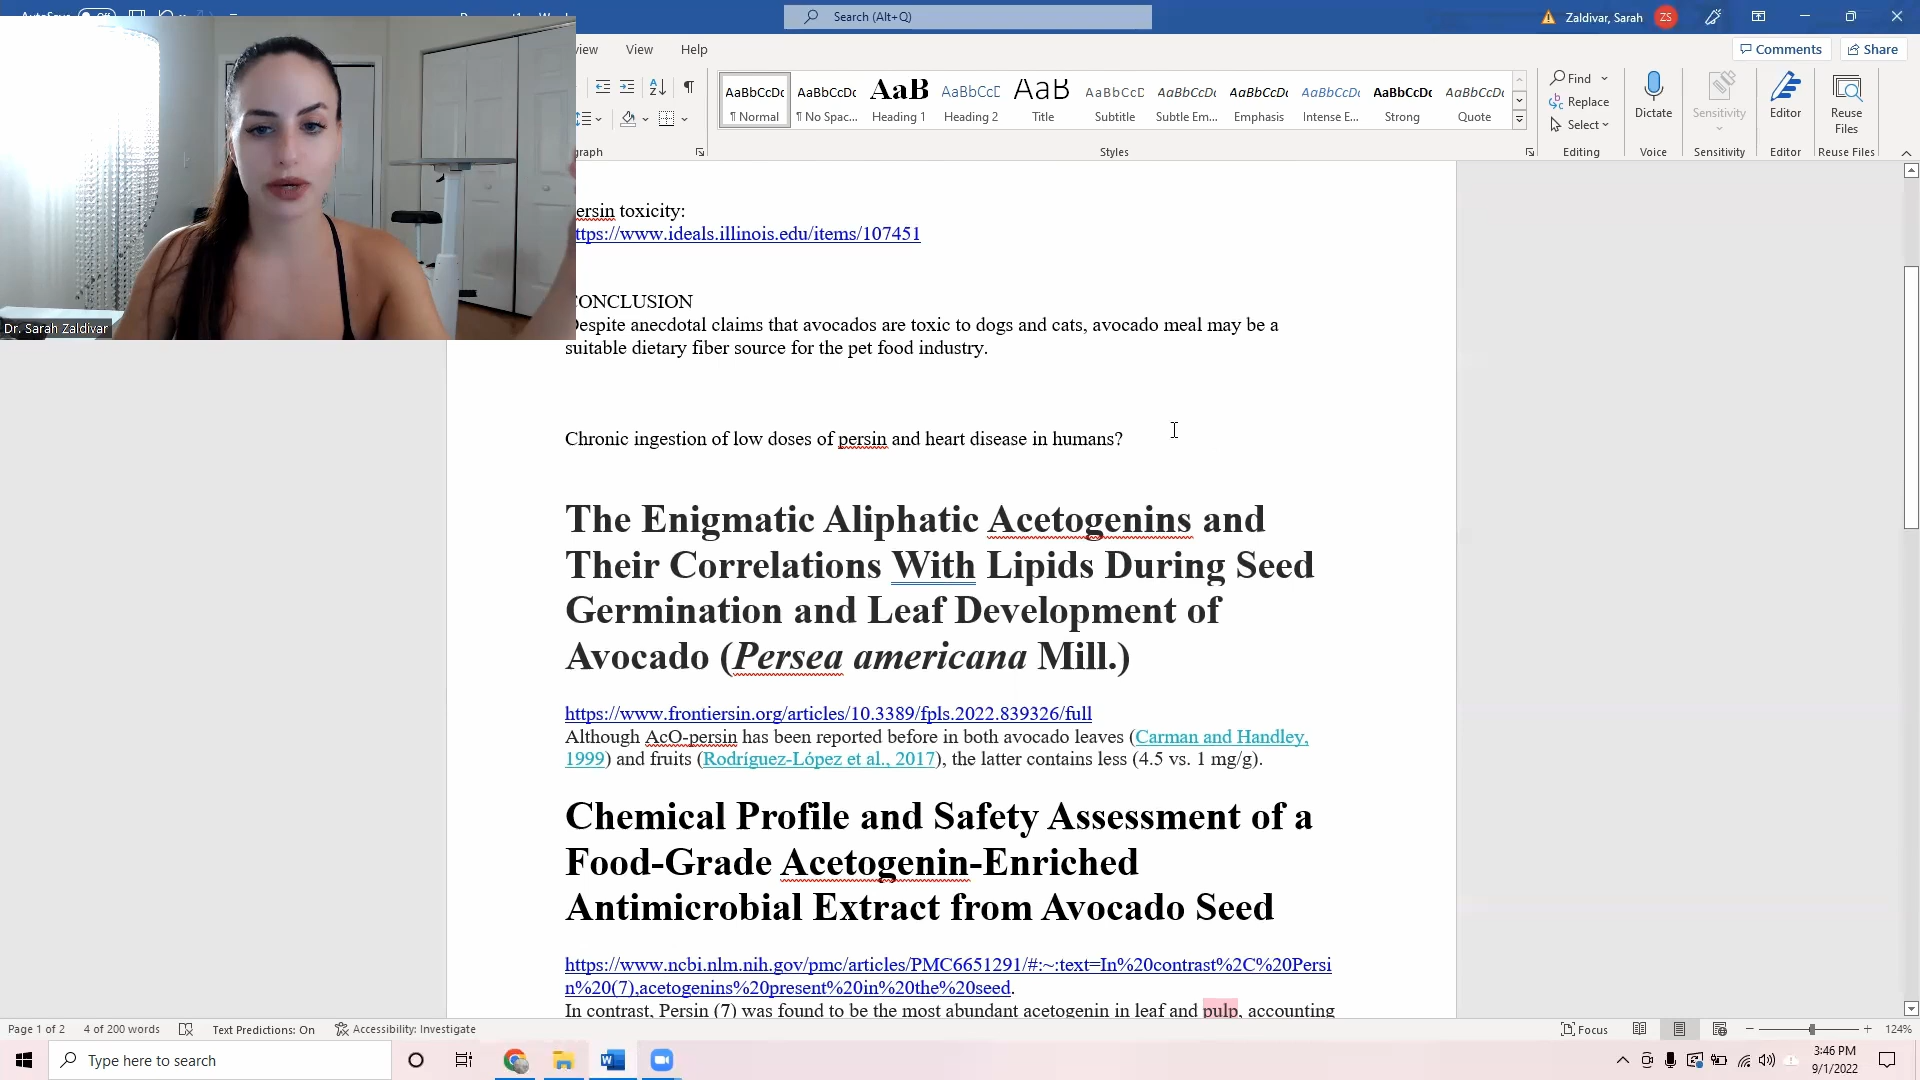 Search (Alt+Q)
Zaldivar, Sarah
ZS
View
Help
Comments
Share
AaBbCcDc
¶ Normal
AaBbCcDc
¶ No Spac...
AaB
Heading 1
AaBbCcC
Heading 2
AaB
Title
AaBbCcD
Subtitle
AaBbCcDc
Subtle Em...
AaBbCcDc
Emphasis
AaBbCcDc
Intense E...
AaBbCcDc
Strong
AaBbCcDc
Quote
Styles
Find
Replace
Select
Editing
Dictate
Voice
Sensitivity
Sensitivity
Editor
Editor
Reuse
Files
Reuse Files
Dr. Sarah Zaldivar
ersin toxicity:
ttps://www.ideals.illinois.edu/items/107451
CONCLUSION
Despite anecdotal claims that avocados are toxic to dogs and cats, avocado meal may be a
suitable dietary fiber source for the pet food industry.
Chronic ingestion of low doses of persin and heart disease in humans?
The Enigmatic Aliphatic Acetogenins and
Their Correlations With Lipids During Seed
Germination and Leaf Development of
Avocado (Persea americana Mill.)
https://www.frontiersin.org/articles/10.3389/fpls.2022.839326/full
Although AcO-persin has been reported before in both avocado leaves (Carman and Handley,
1999) and fruits (Rodríguez-López et al., 2017), the latter contains less (4.5 vs. 1 mg/g).
Chemical Profile and Safety Assessment of a
Food-Grade Acetogenin-Enriched
Antimicrobial Extract from Avocado Seed
https://www.ncbi.nlm.nih.gov/pmc/articles/PMC6651291/#:~:text=In%20contrast%2C%20Persi
n%20(7),acetogenins%20present%20in%20the%20seed.
In contrast, Persin (7) was found to be the most abundant acetogenin in leaf and pulp, accounting
Page 1 of 2
4 of 200 words
Text Predictions: On
Accessibility: Investigate
Focus
124%
Type here to search
3:46 PM
9/1/2022